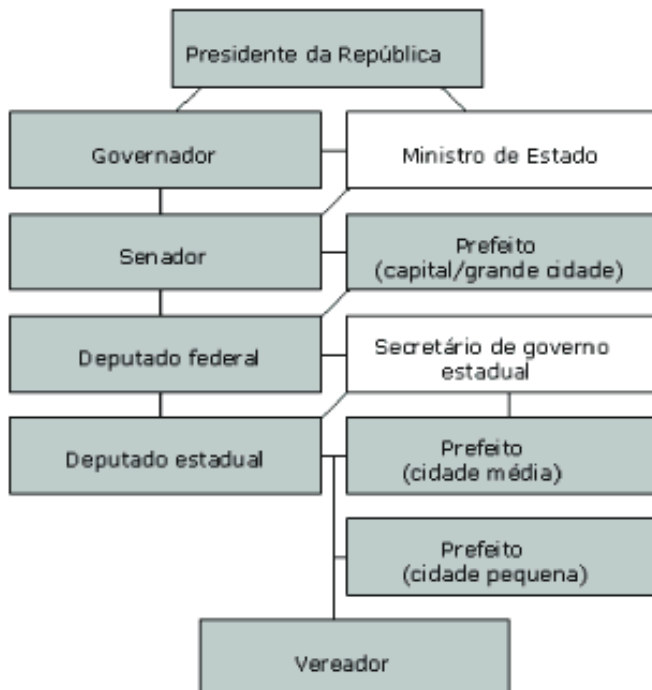 Presidente da República
Governador
Ministro de Estado
Senador
Prefeito
(capital/grande cidade)
Deputado federal
Secretário de governo
estadual
Deputado estadual
Prefeito
(cidade média)
Prefeito
(cidade pequena)
Vereador